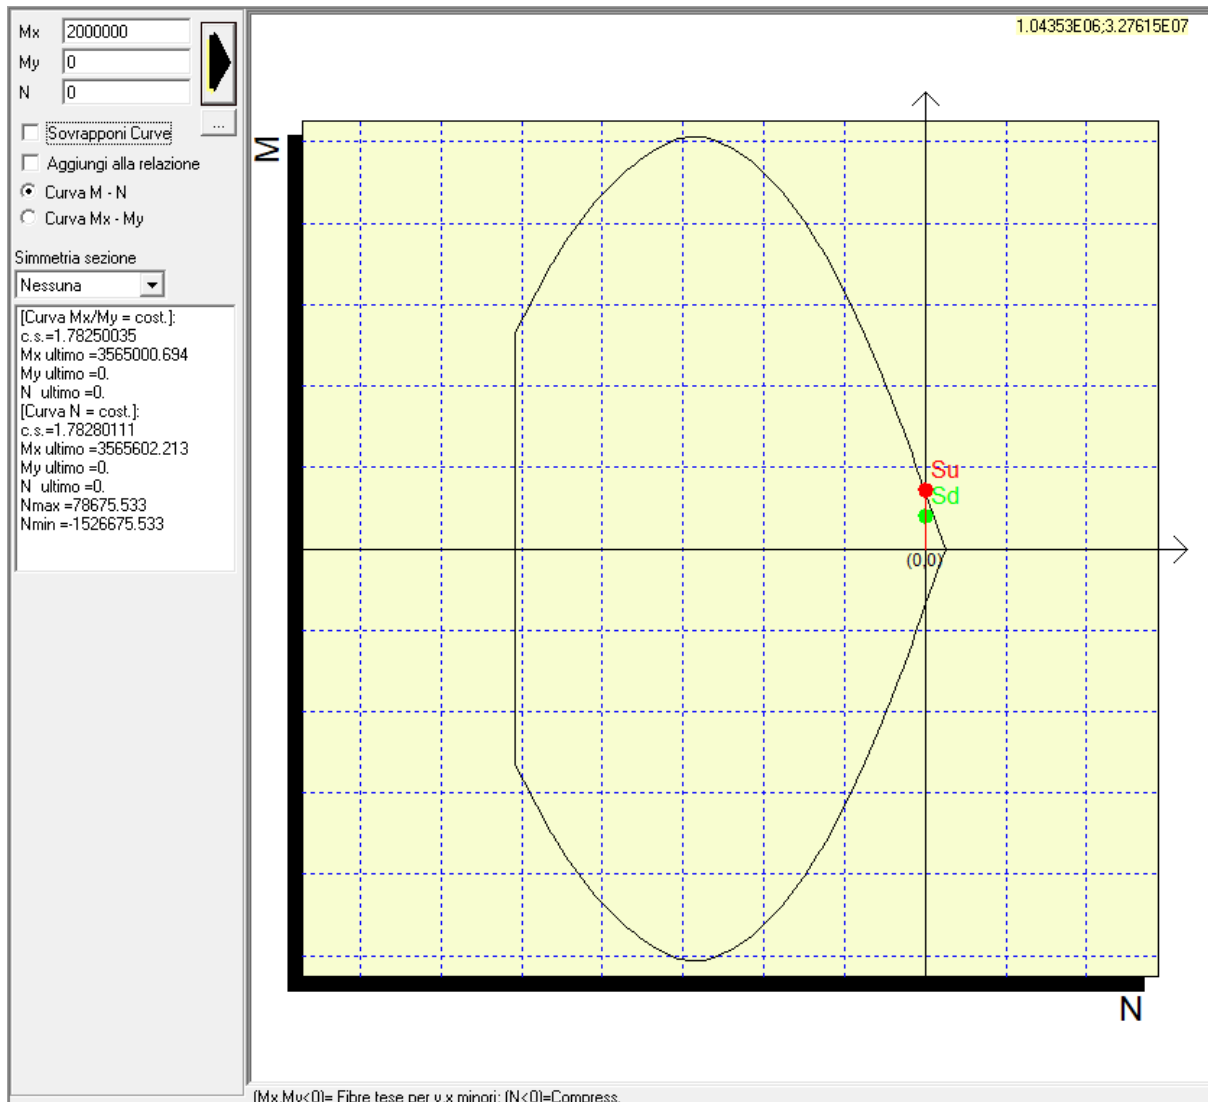 Mx 2000000
My 0
N 0
...
Sovrapponi Curve
Aggiungi alla relazione
Curva M - N
Curva Mx - My
Simmetria sezione
Nessuna
[Curva Mx/My = cost.]:
c.s.=1.78250035
Mx ultimo =3565000.694
My ultimo =0.
N ultimo =0.
[Curva N = cost.]:
c.s.=1.78280111
Mx ultimo =3565602.213
My ultimo =0.
N ultimo =0.
Nmax =78675.533
Nmin =-1526675.533
1.04353E06;3.27615E07
M
Su
Sd
(0,0)
N
(Mx,My<0)= Fibre tese per y,x minori; (N<0)=Compress.